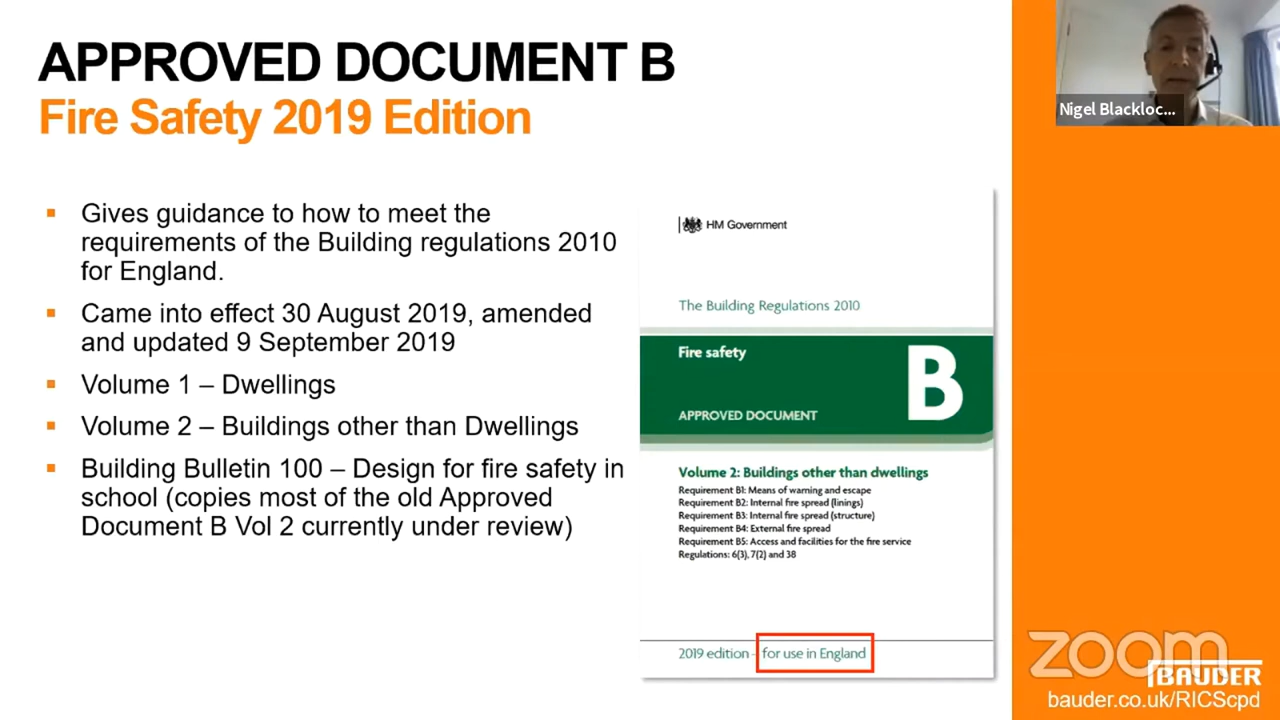 APPROVED DOCUMENT B
Fire Safety 2019 Edition
Nigel Blackloc...
▪ Gives guidance to how to meet the
requirements of the Building regulations 2010
for England.
▪ Came into effect 30 August 2019, amended
and updated 9 September 2019
▪ Volume 1 – Dwellings
▪ Volume 2 – Buildings other than Dwellings
▪ Building Bulletin 100 – Design for fire safety in
school (copies most of the old Approved
Document B Vol 2 currently under review)
HM Government
The Building Regulations 2010
Fire safety
B
APPROVED DOCUMENT
Volume 2: Buildings other than dwellings
Requirement B1: Means of warning and escape
Requirement B2: Internal fire spread (linings)
Requirement B3: Internal fire spread (structure)
Requirement B4: External fire spread
Requirement B5: Access and facilities for the fire service
Regulations: 6(3), 7(2) and 38
2019 edition - for use in England
zoom
BAUDER
bauder.co.uk/RICScpd